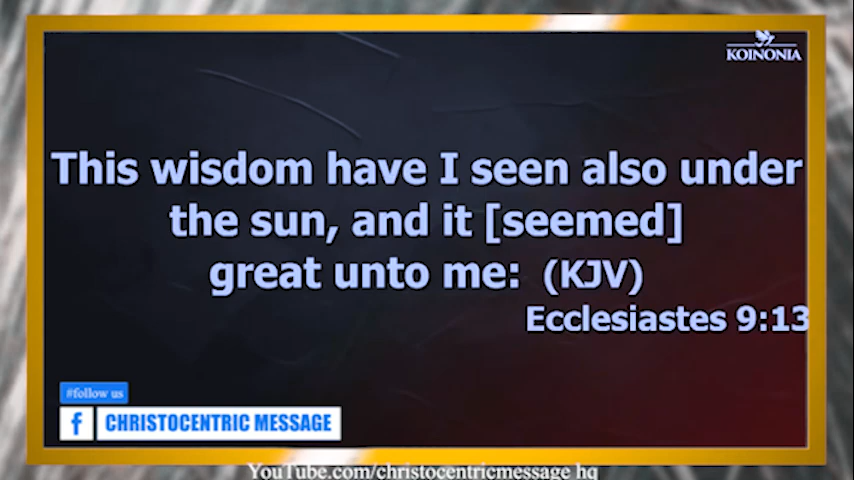 KOINONIA
This wisdom have I seen also under
the sun, and it [seemed]
great unto me: (KJV)
Ecclesiastes 9:13
#follow us
f CHRISTOCENTRIC MESSAGE
YouTube.com/christocentricmessage hq